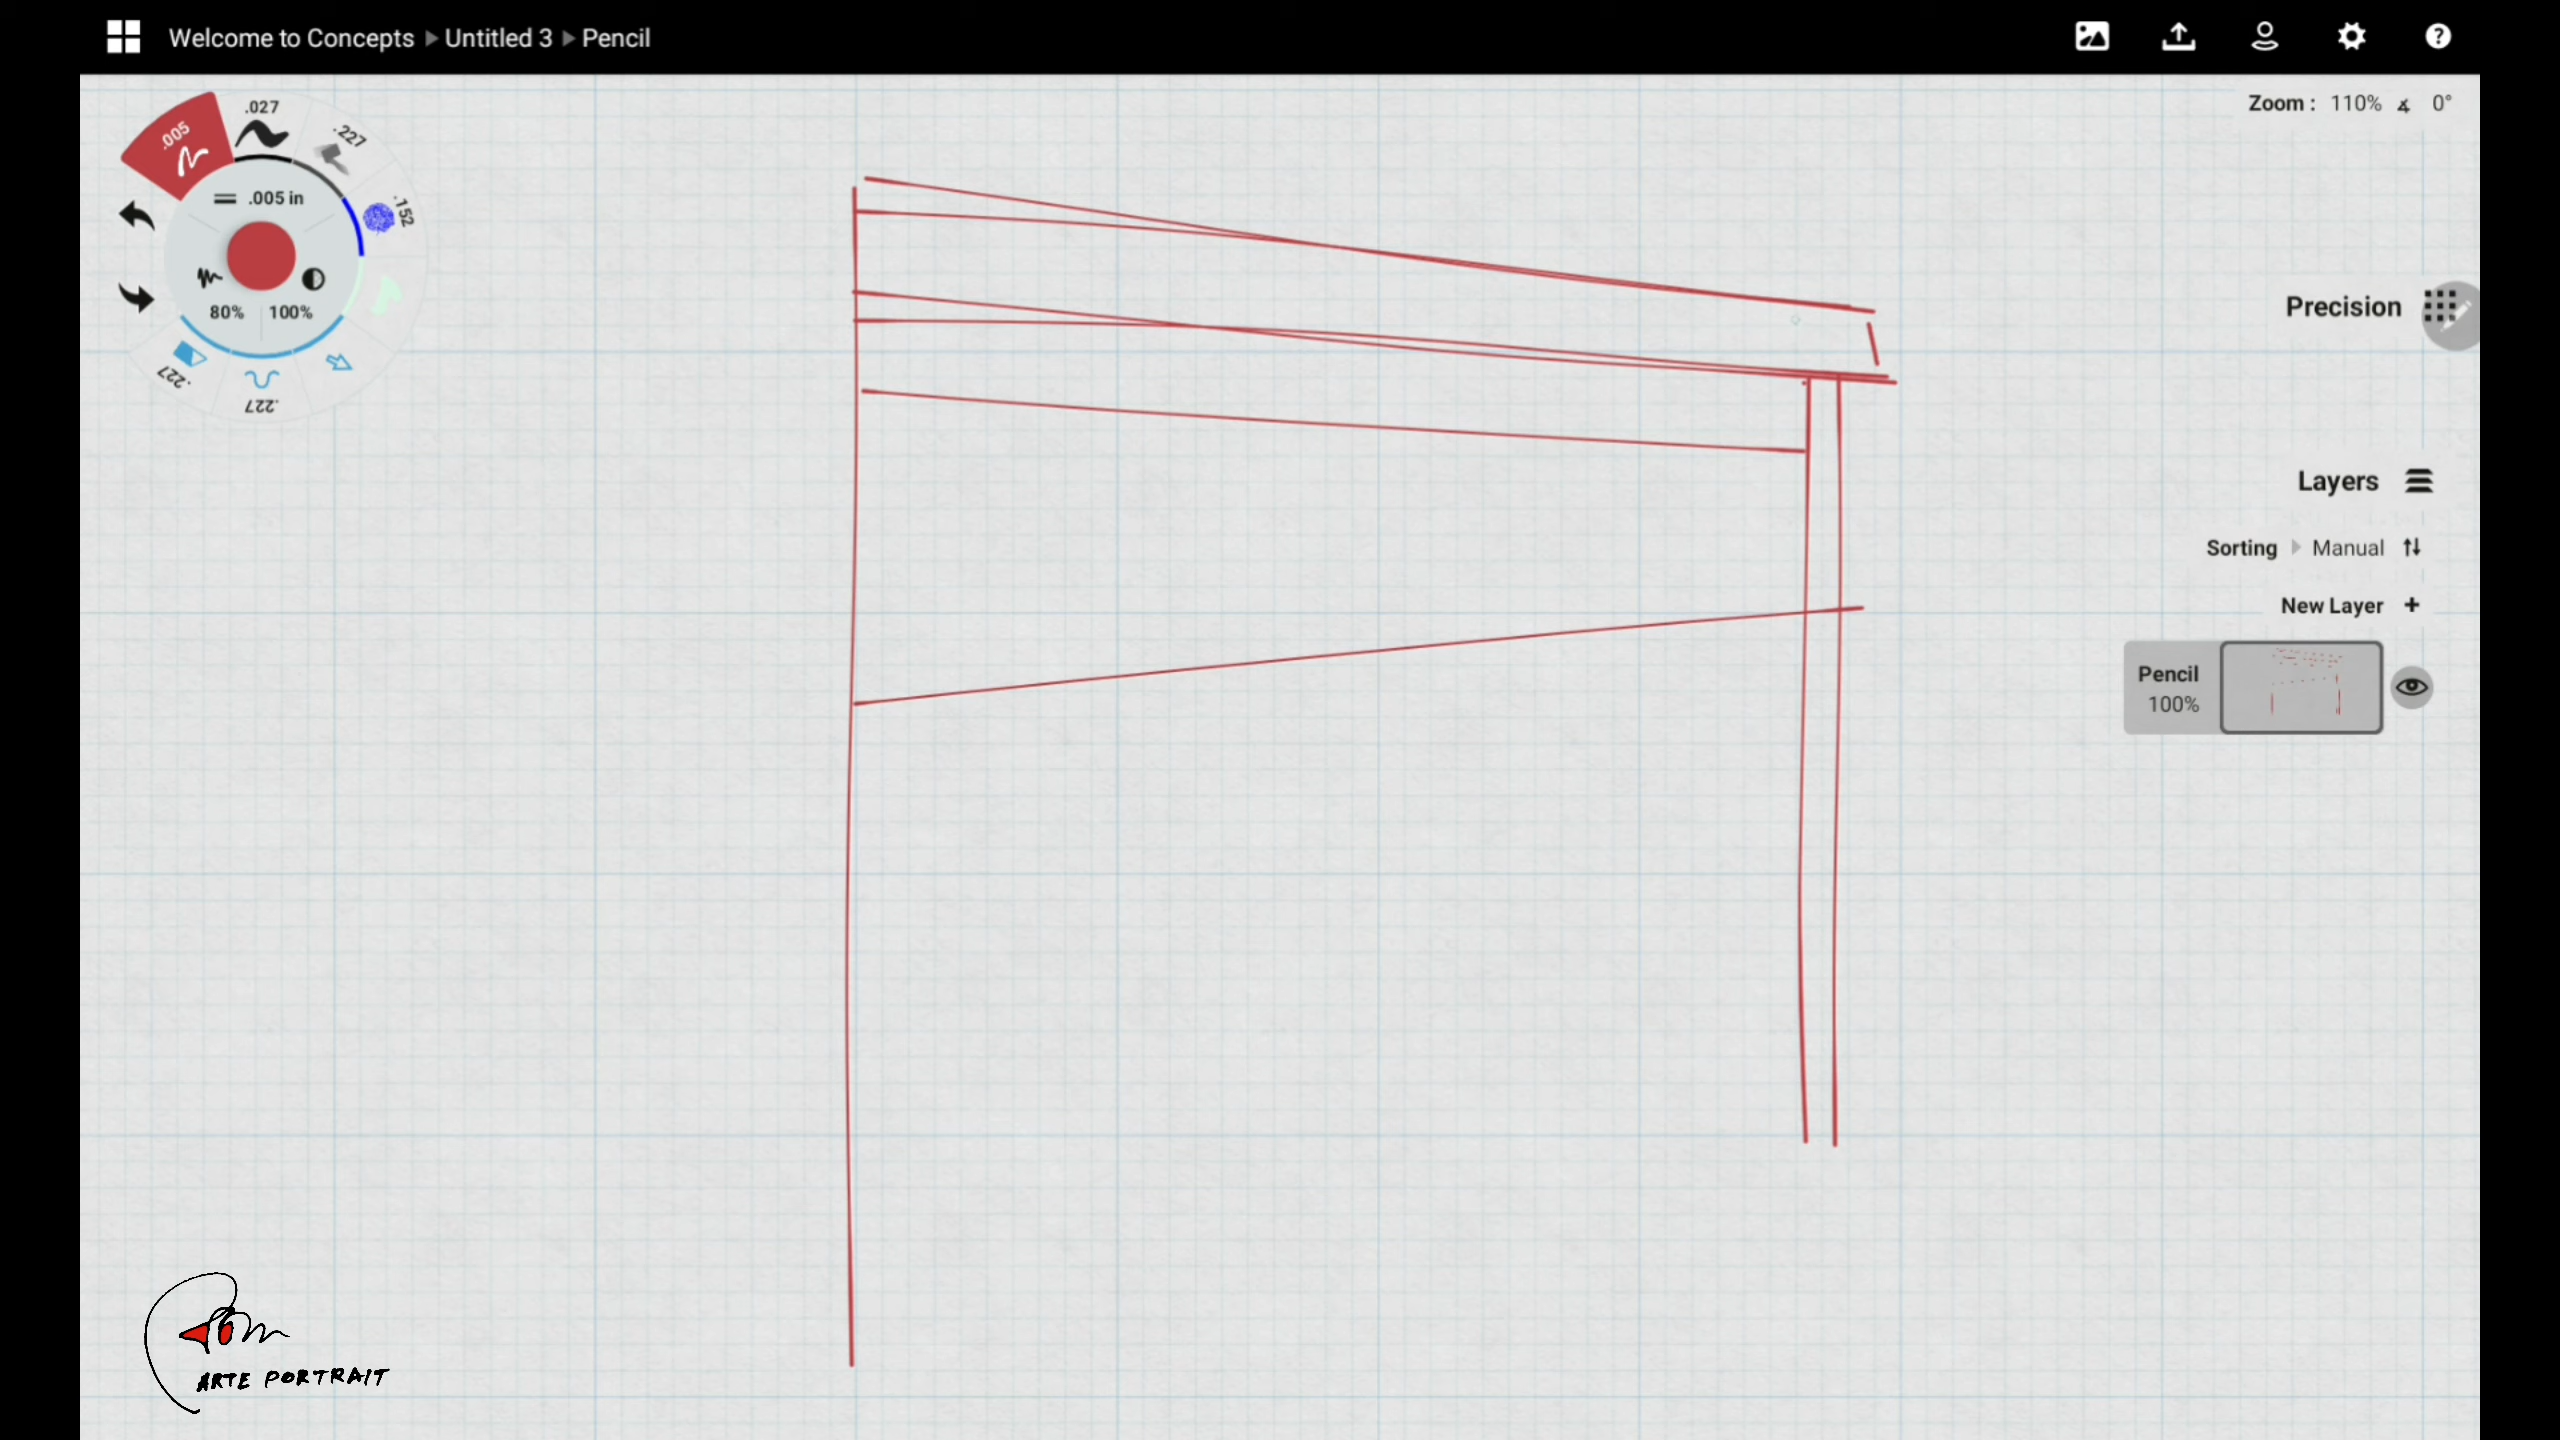 Welcome to Concepts Untitled 3 Pencil
Zoom : 110% 0°
.005
.027
.227
.152
.005 in
80% 100%
.227
.227
Precision
Layers
Sorting Manual
New Layer +
Pencil
100%
ARTE PORTRAIT